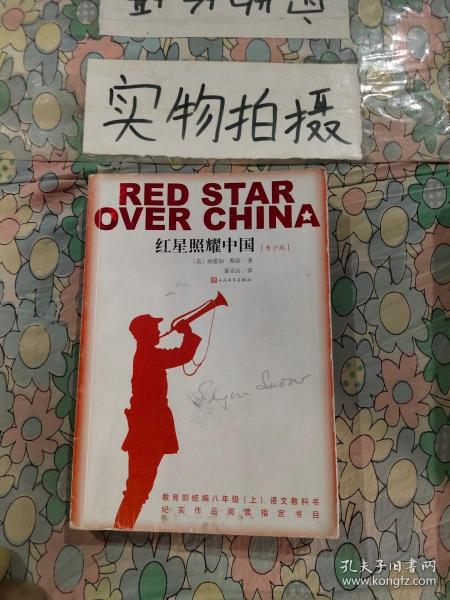 实物拍摄
RED STAR
OVER CHINA
红星照耀中国 [青少版]
(美) 埃德加·斯诺 / 著
董乐山 / 译
人民文学出版社
Edgar Snow
教育部统编八年级(上)语文教科书
纪实作品阅读指定书目
孔夫子旧书网
www.kongfz.com